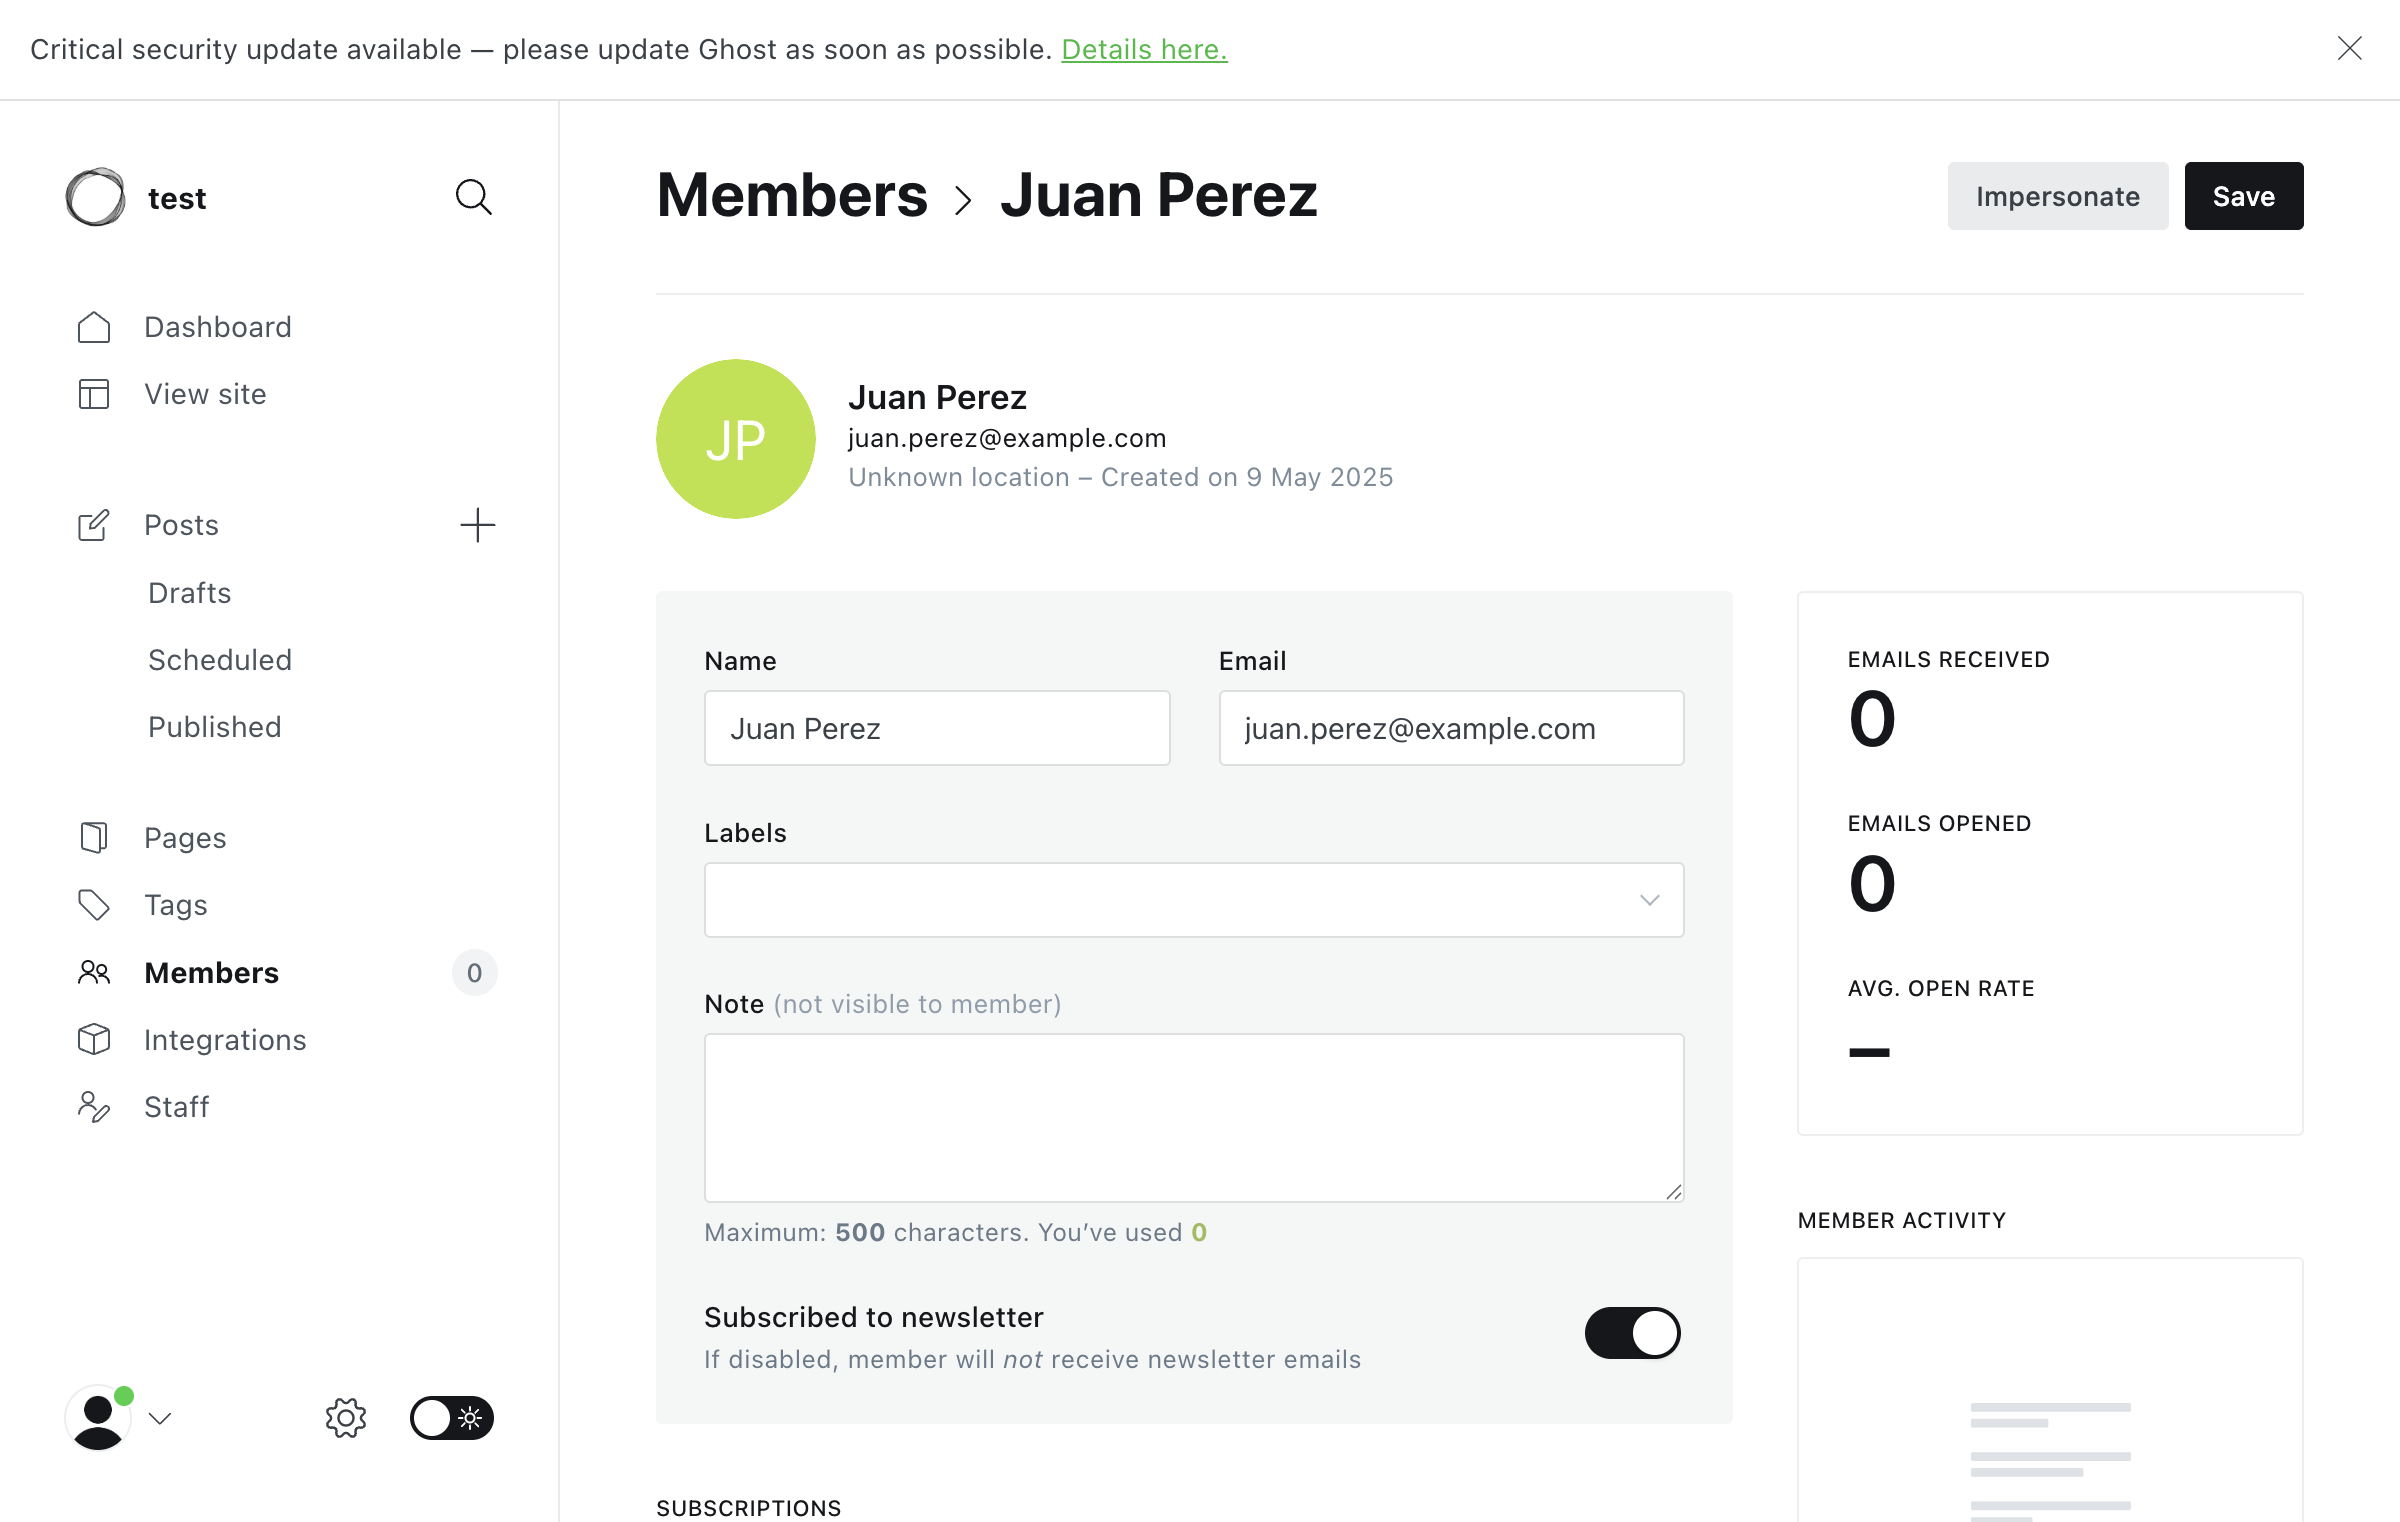 Critical security update available — please update Ghost as soon as possible. Details here.
test
Dashboard
View site
Posts
Drafts
Scheduled
Published
Pages
Tags
Members 0
Integrations
Staff
Members > Juan Perez
Impersonate
Save
JP
Juan Perez
juan.perez@example.com
Unknown location – Created on 9 May 2025
Name
Juan Perez
Email
juan.perez@example.com
Labels
Note (not visible to member)
Maximum: 500 characters. You’ve used 0
Subscribed to newsletter
If disabled, member will not receive newsletter emails
SUBSCRIPTIONS
EMAILS RECEIVED
0
EMAILS OPENED
0
AVG. OPEN RATE
–
MEMBER ACTIVITY